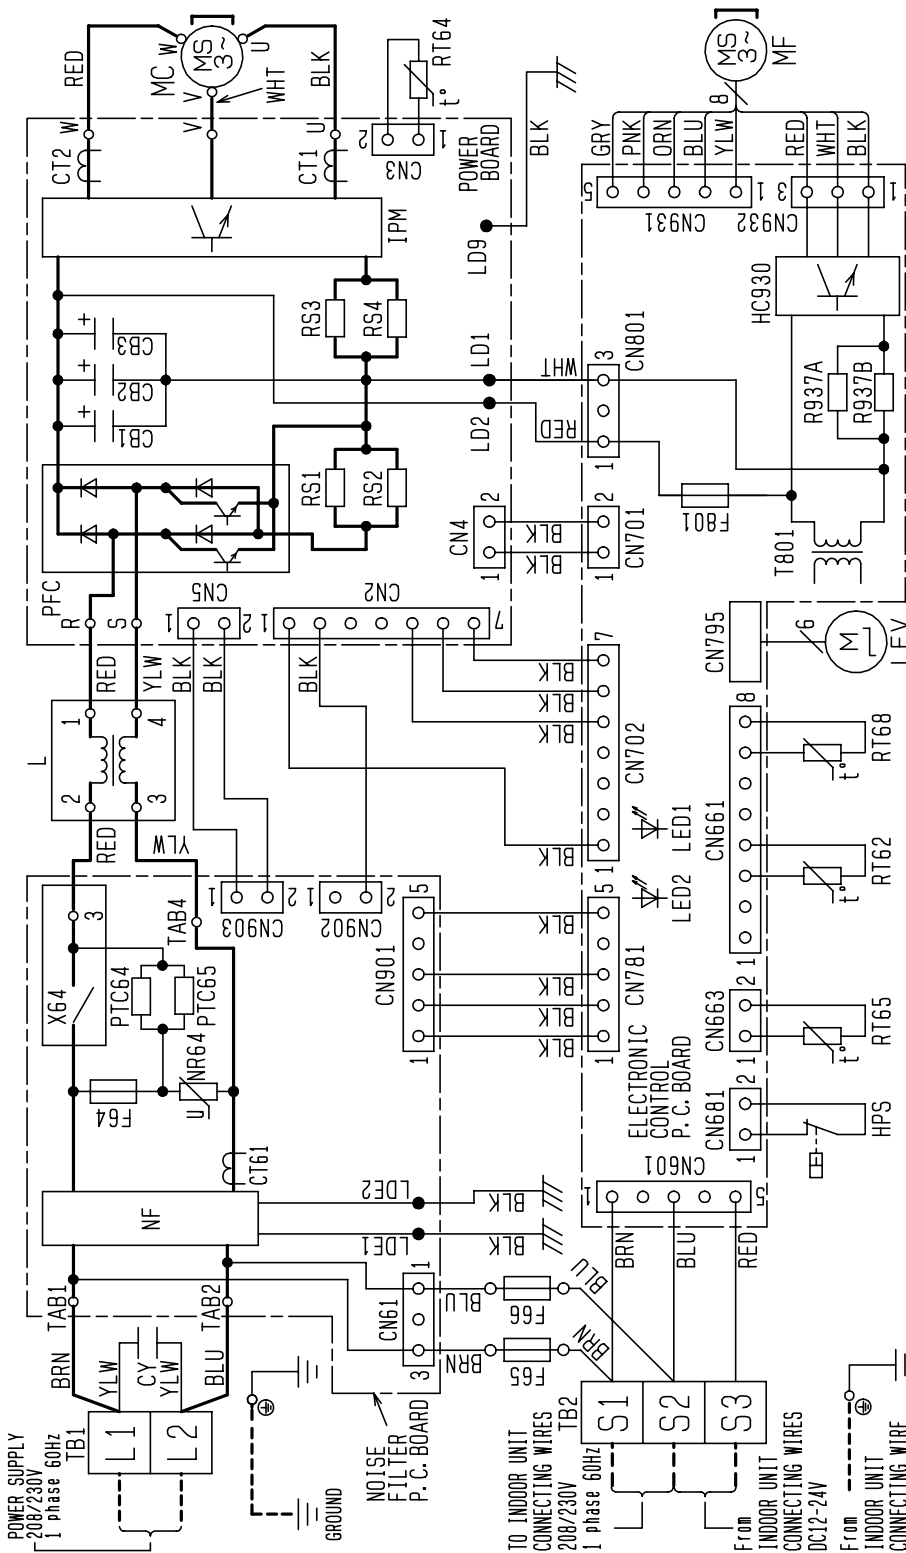 RED
W
MC
MS
3~
U
V
WHT
BLK
RT64
t°
MS
3~
MF
8
W
V
U
CT2
CT1
2
1
CN3
POWER
BOARD
BLK
GRY
PNK
ORN
BLU
YLW
RED
WHT
BLK
IPM
LD9
5
1
CN931
3
1
CN932
HC930
CB3
CB2
CB1
+
+
+
RS3
RS4
LD1
LD2
WHT
RED
3
1
CN801
R937A
R937B
RS1
RS2
PFC
R
S
CN5
1
2
CN2
1
7
CN4
2
1
BLK
BLK
2
1
CN701
F801
T801
RED
YLW
BLK
BLK
BLK
L
1
4
2
3
RED
YLW
BLK
BLK
BLK
BLK
7
1
CN702
CN795
6
M
LEV
LED1
LED2
8
1
CN661
t°
RT68
t°
RT62
X64
3
TAB4
1
2
CN903
1
2
CN902
5
1
CN901
BLK
BLK
BLK
BLK
5
1
CN781
PTC64
PTC65
NR64
U
F64
CT61
NF
LDE2
LDE1
BLK
BLK
ELECTRONIC
CONTROL
P.C.BOARD
2
1
CN663
t°
RT65
2
1
CN681
HPS
CN601
1
5
BRN
BLU
RED
TAB1
TAB2
CN61
1
3
BLU
BRN
F66
F65
BLU
BRN
BRN
YLW
CY
YLW
BLU
TB1
L1
L2
POWER SUPPLY
208/230V
1 phase 60Hz
GROUND
NOISE
FILTER
P.C.BOARD
TB2
S1
S2
S3
TO INDOOR UNIT
CONNECTING WIRES
208/230V
1 phase 60Hz
From
INDOOR UNIT
CONNECTING WIRES
DC12-24V
From
INDOOR UNIT
CONNECTING WIRE